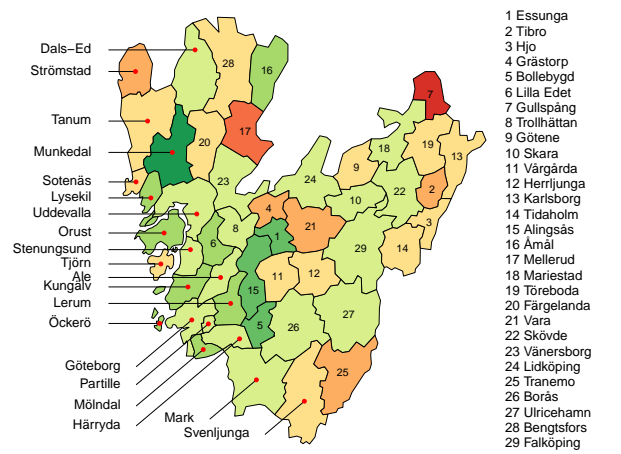 Dals–Ed
Strömstad
Tanum
Munkedal
Sotenäs
Lysekil
Uddevalla
Orust
Stenungsund
Tjörn
Ale
Kungälv
Lerum
Öckerö
Göteborg
Partille
Mölndal
Härryda
Mark
Svenljunga
28
16
7
17
20
18
19
13
9
24
23
22
2
10
4
21
3
8
6
1
29
14
11
12
15
5
26
27
25
1 Essunga
2 Tibro
3 Hjo
4 Grästorp
5 Bollebygd
6 Lilla Edet
7 Gullspång
8 Trollhättan
9 Götene
10 Skara
11 Vårgårda
12 Herrljunga
13 Karlsborg
14 Tidaholm
15 Alingsås
16 Åmål
17 Mellerud
18 Mariestad
19 Töreboda
20 Färgelanda
21 Vara
22 Skövde
23 Vänersborg
24 Lidköping
25 Tranemo
26 Borås
27 Ulricehamn
28 Bengtsfors
29 Falköping